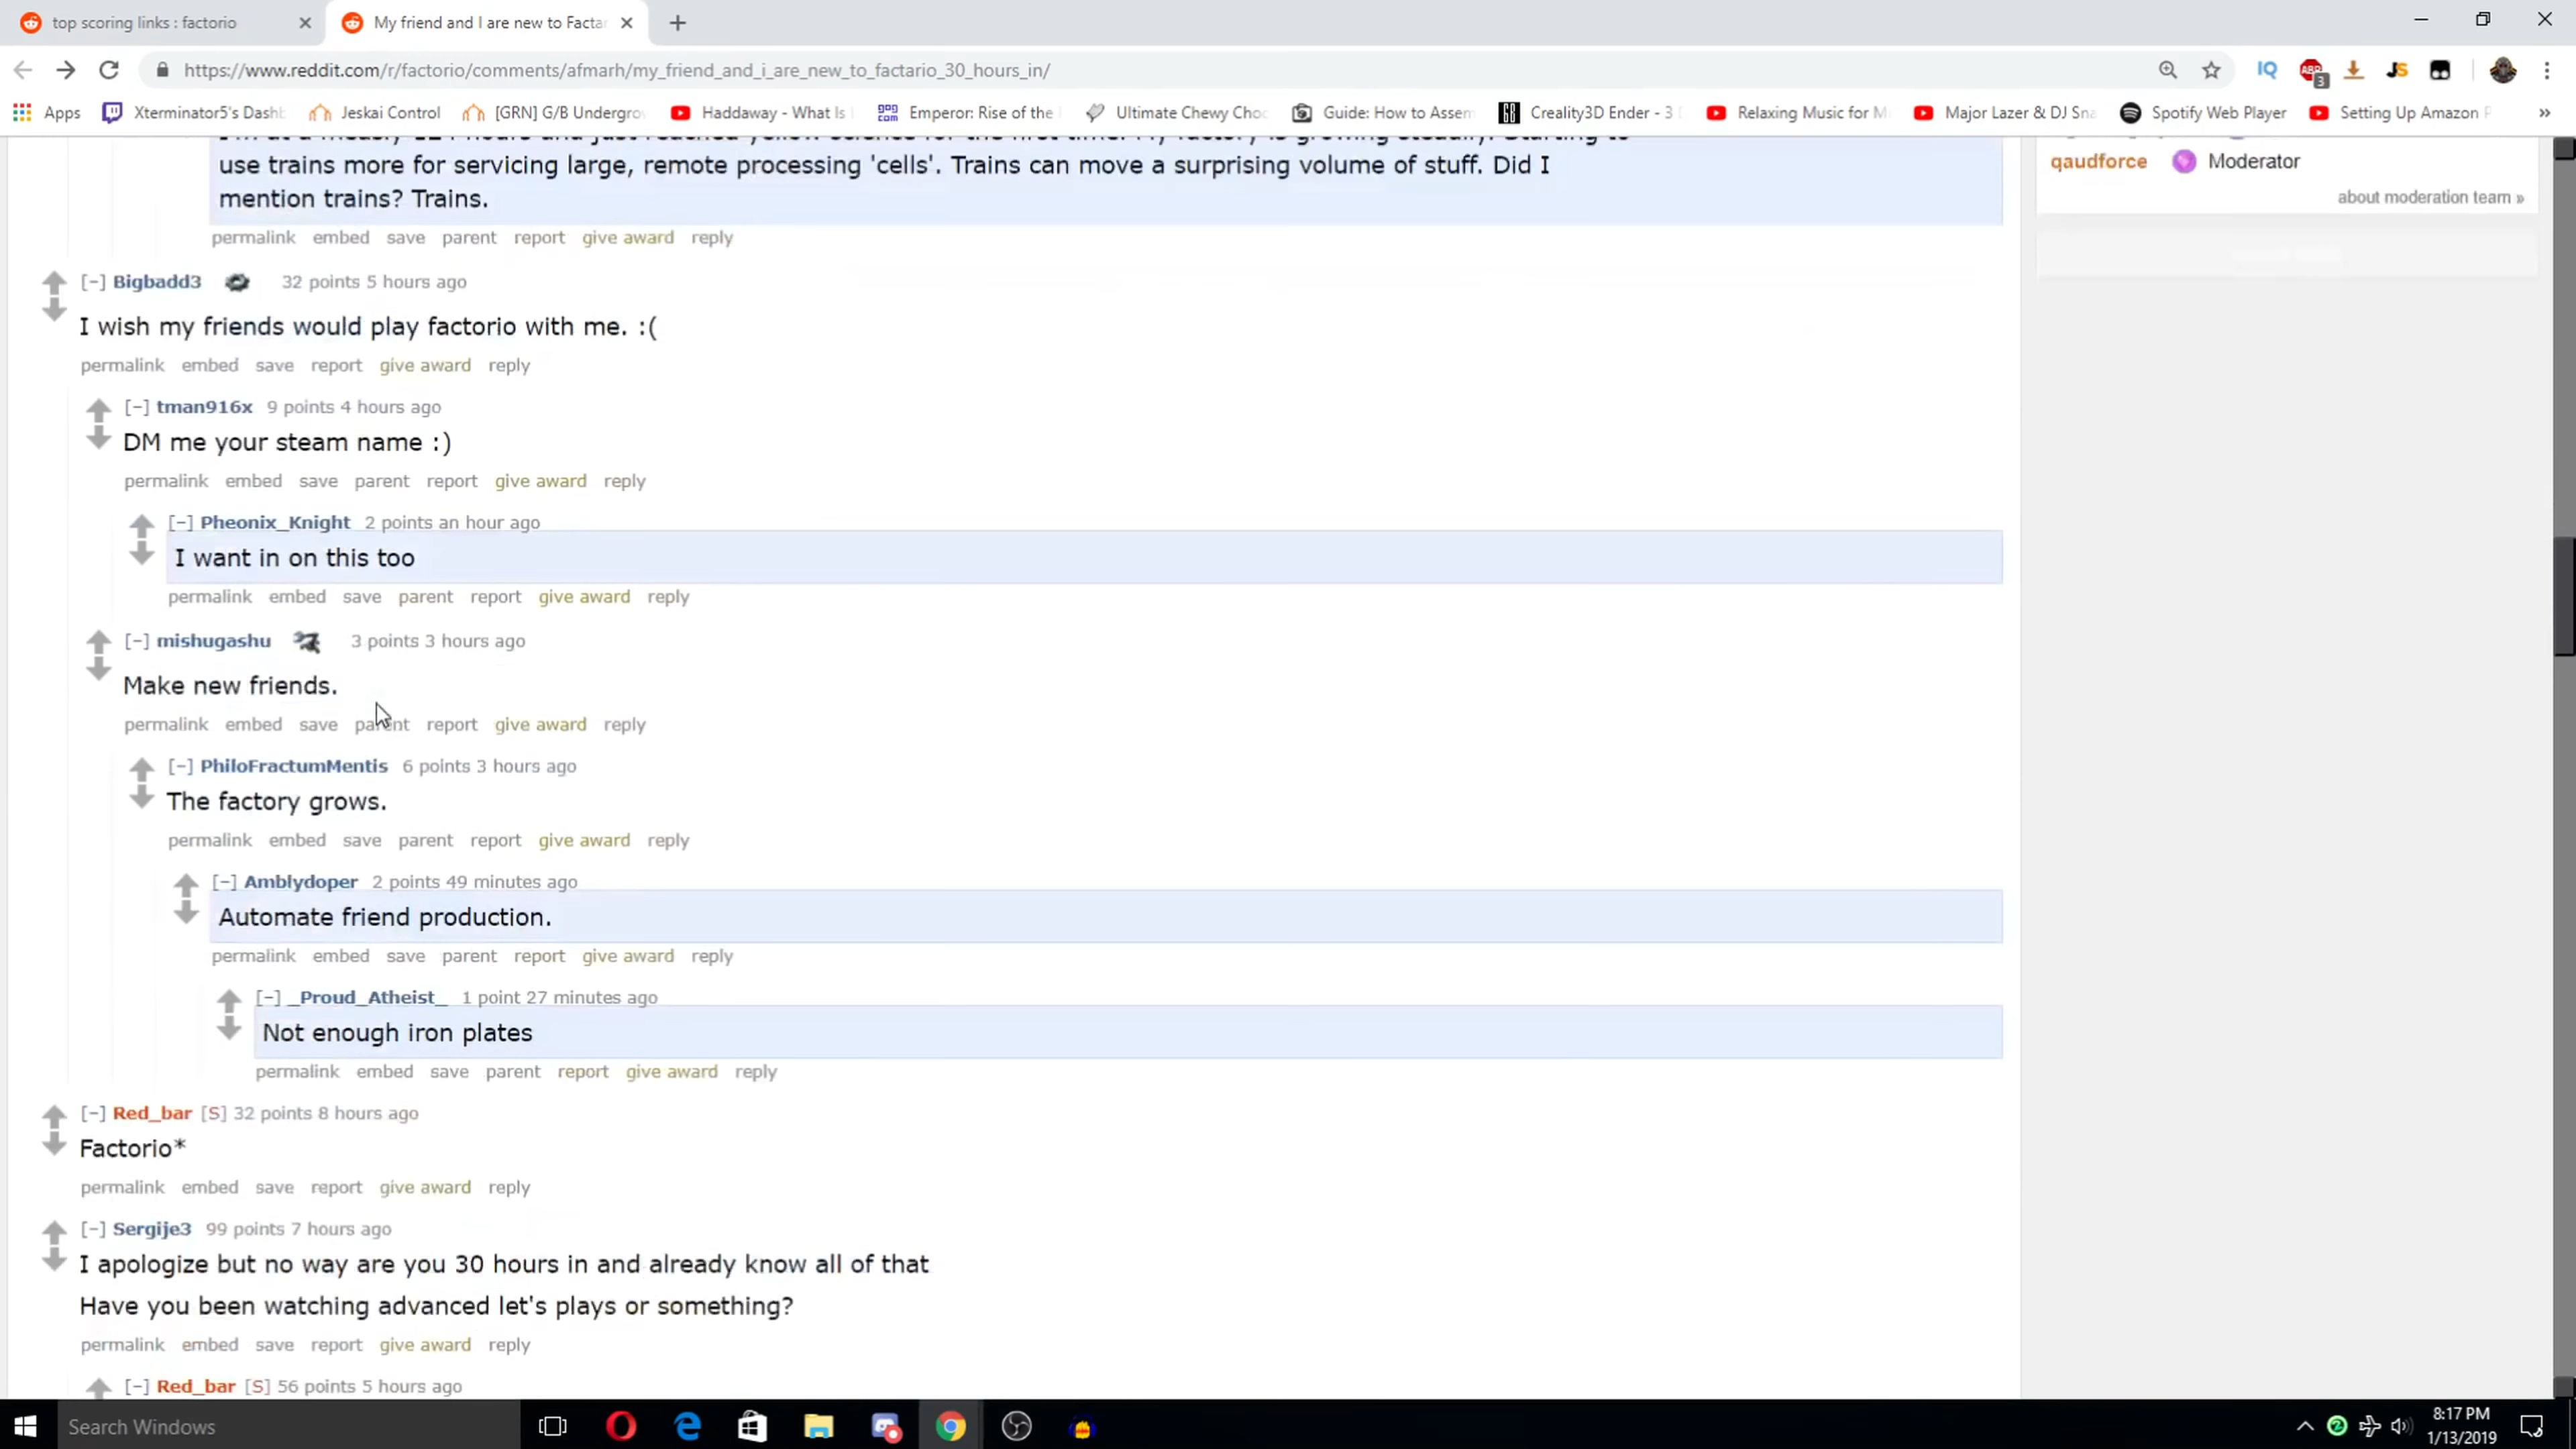 top scoring links : factorio
My friend and I are new to Factar
https://www.reddit.com/r/factorio/comments/afmarh/my_friend_and_i_are_new_to_factario_30_hours_in/
IQ
ABP
3
JS
Apps
Xterminator5's Dashb
Jeskai Control
[GRN] G/B Undergro
Haddaway - What Is
Emperor: Rise of the
Ultimate Chewy Choc
Guide: How to Assem
Creality3D Ender - 3
Relaxing Music for M
Major Lazer & DJ Sna
Spotify Web Player
Setting Up Amazon P
»
use trains more for servicing large, remote processing 'cells'. Trains can move a surprising volume of stuff. Did I
mention trains? Trains.
permalink embed save parent report give award reply
qaudforce Moderator
about moderation team »
[-] Bigbadd3 32 points 5 hours ago
I wish my friends would play factorio with me. :(
permalink embed save report give award reply
[-] tman916x 9 points 4 hours ago
DM me your steam name :)
permalink embed save parent report give award reply
[-] Pheonix_Knight 2 points an hour ago
I want in on this too
permalink embed save parent report give award reply
[-] mishugashu 3 points 3 hours ago
Make new friends.
permalink embed save parent report give award reply
[-] PhiloFractumMentis 6 points 3 hours ago
The factory grows.
permalink embed save parent report give award reply
[-] Amblydoper 2 points 49 minutes ago
Automate friend production.
permalink embed save parent report give award reply
[-] _Proud_Atheist_ 1 point 27 minutes ago
Not enough iron plates
permalink embed save parent report give award reply
[-] Red_bar [S] 32 points 8 hours ago
Factorio*
permalink embed save report give award reply
[-] Sergije3 99 points 7 hours ago
I apologize but no way are you 30 hours in and already know all of that
Have you been watching advanced let's plays or something?
permalink embed save report give award reply
[-] Red_bar [S] 56 points 5 hours ago
Search Windows
8:17 PM
1/13/2019